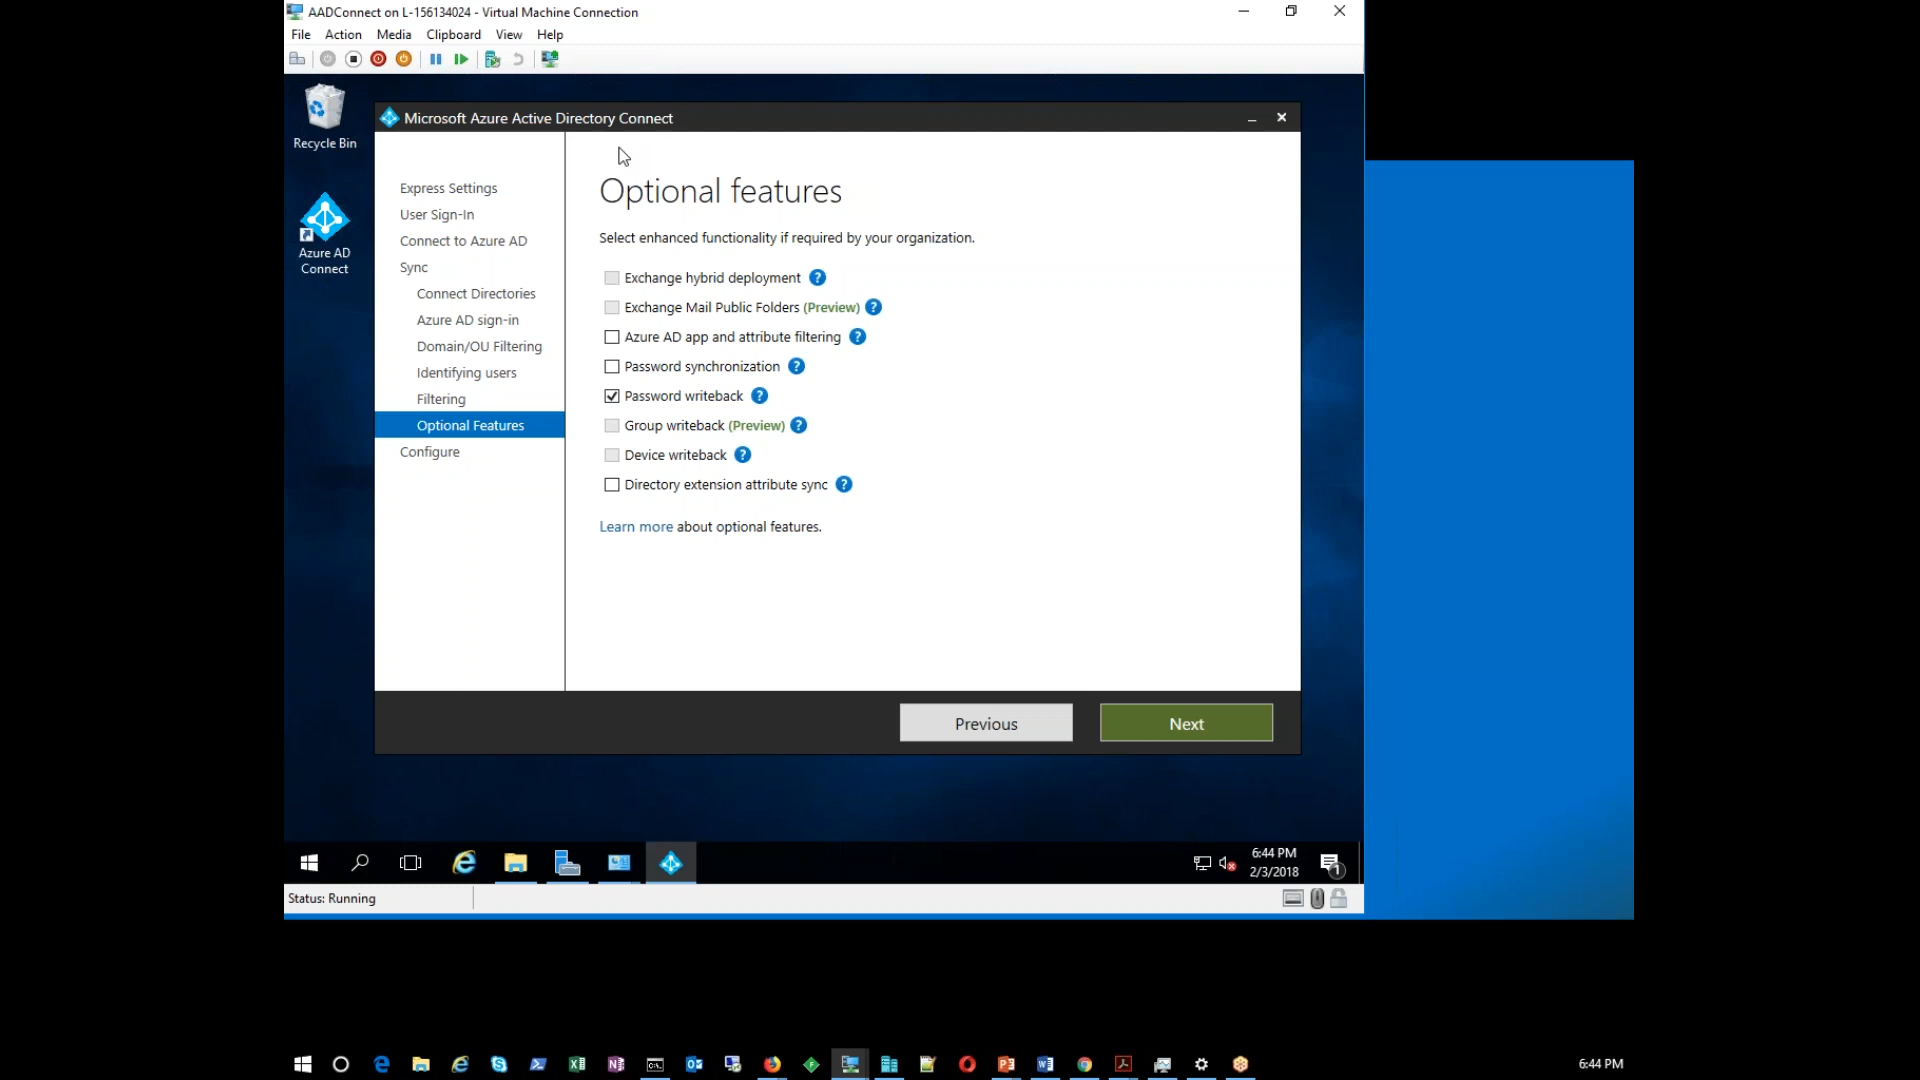 AADConnect on L-156134024 - Virtual Machine Connection
File Action Media Clipboard View Help
Recycle Bin
Azure AD
Connect
Microsoft Azure Active Directory Connect
Express Settings
User Sign-In
Connect to Azure AD
Sync
Connect Directories
Azure AD sign-in
Domain/OU Filtering
Identifying users
Filtering
Optional Features
Configure
Optional features
Select enhanced functionality if required by your organization.
Exchange hybrid deployment ?
Exchange Mail Public Folders (Preview) ?
Azure AD app and attribute filtering ?
Password synchronization ?
Password writeback ?
Group writeback (Preview) ?
Device writeback ?
Directory extension attribute sync ?
Learn more about optional features.
Previous
Next
6:44 PM
2/3/2018
1
Status: Running
6:44 PM